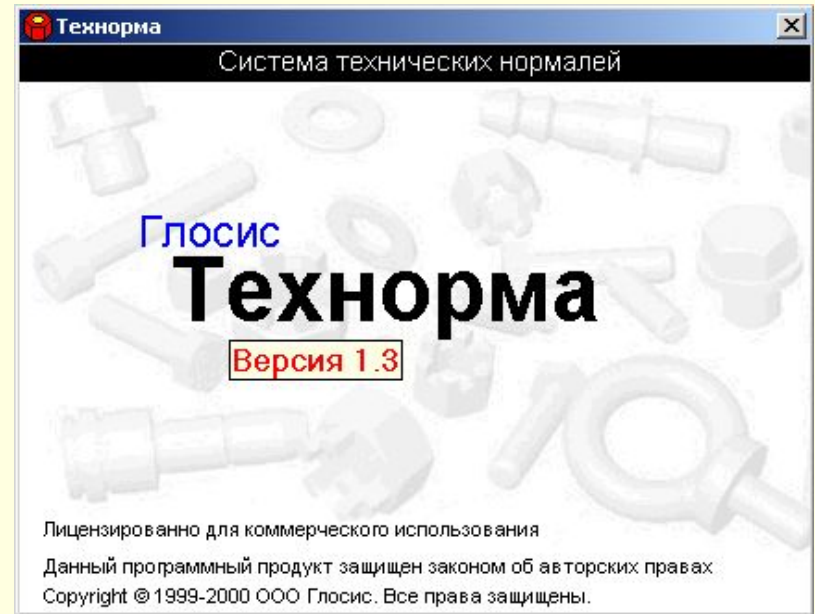 Технорма
Система технических нормалей
Глосис
Технорма
Версия 1.3
Лицензированно для коммерческого использования
Данный программный продукт защищен законом об авторских правах
Copyright © 1999-2000 ООО Глосис. Все права защищены.